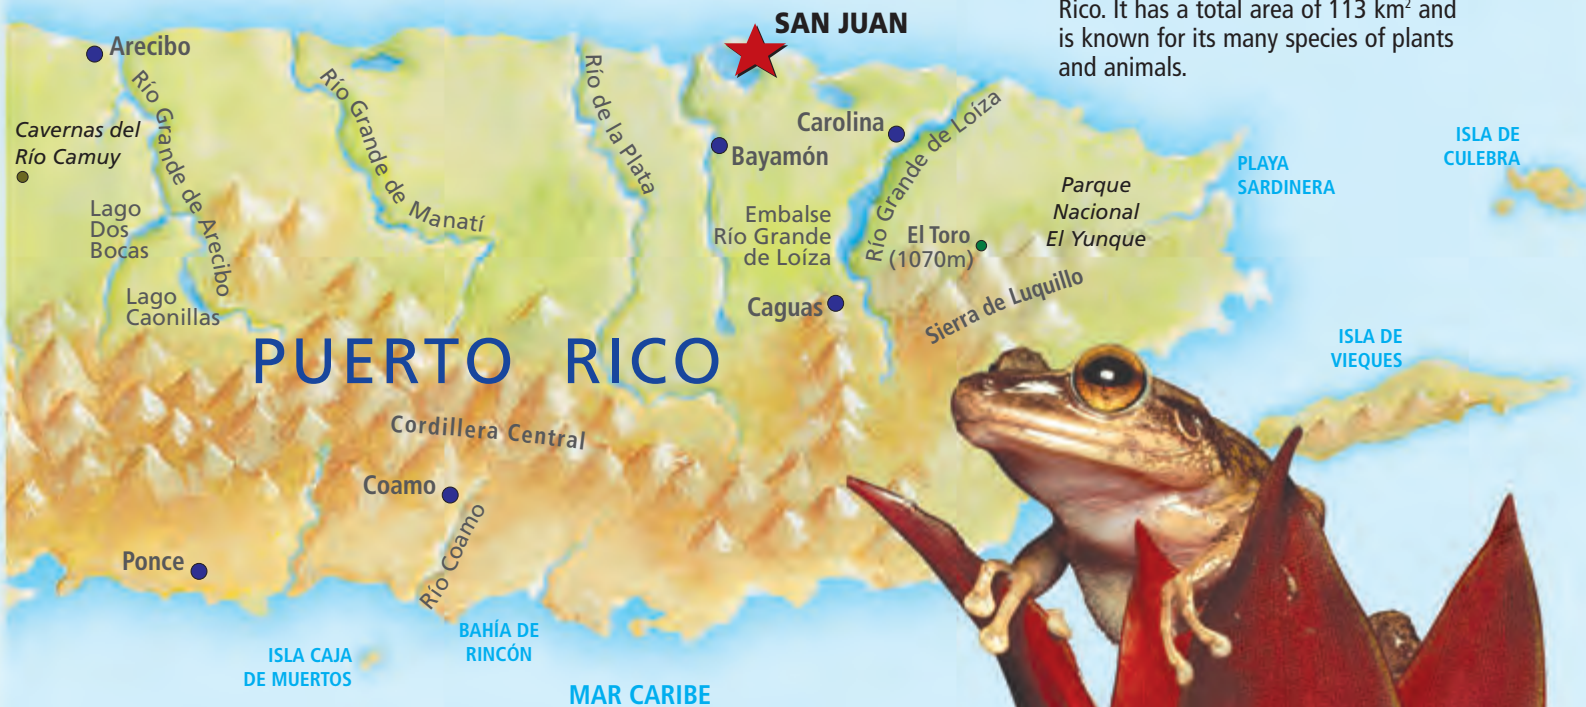 Rico. It has a total area of 113 km² and
is known for its many species of plants
and animals.
SAN JUAN
Arecibo
Río Grande de Arecibo
Río Grande de Manatí
Río de la Plata
Cavernas del
Río Camuy
Carolina
Bayamón
Río Grande de Loíza
ISLA DE
CULEBRA
PLAYA
SARDINERA
Parque
Nacional
El Yunque
Lago
Dos
Bocas
Embalse
Río Grande
de Loíza
El Toro
(1070m)
Lago
Caonillas
Caguas
Sierra de Luquillo
PUERTO RICO
ISLA DE
VIEQUES
Cordillera Central
Coamo
Río Coamo
Ponce
BAHÍA DE
RINCÓN
ISLA CAJA
DE MUERTOS
MAR CARIBE